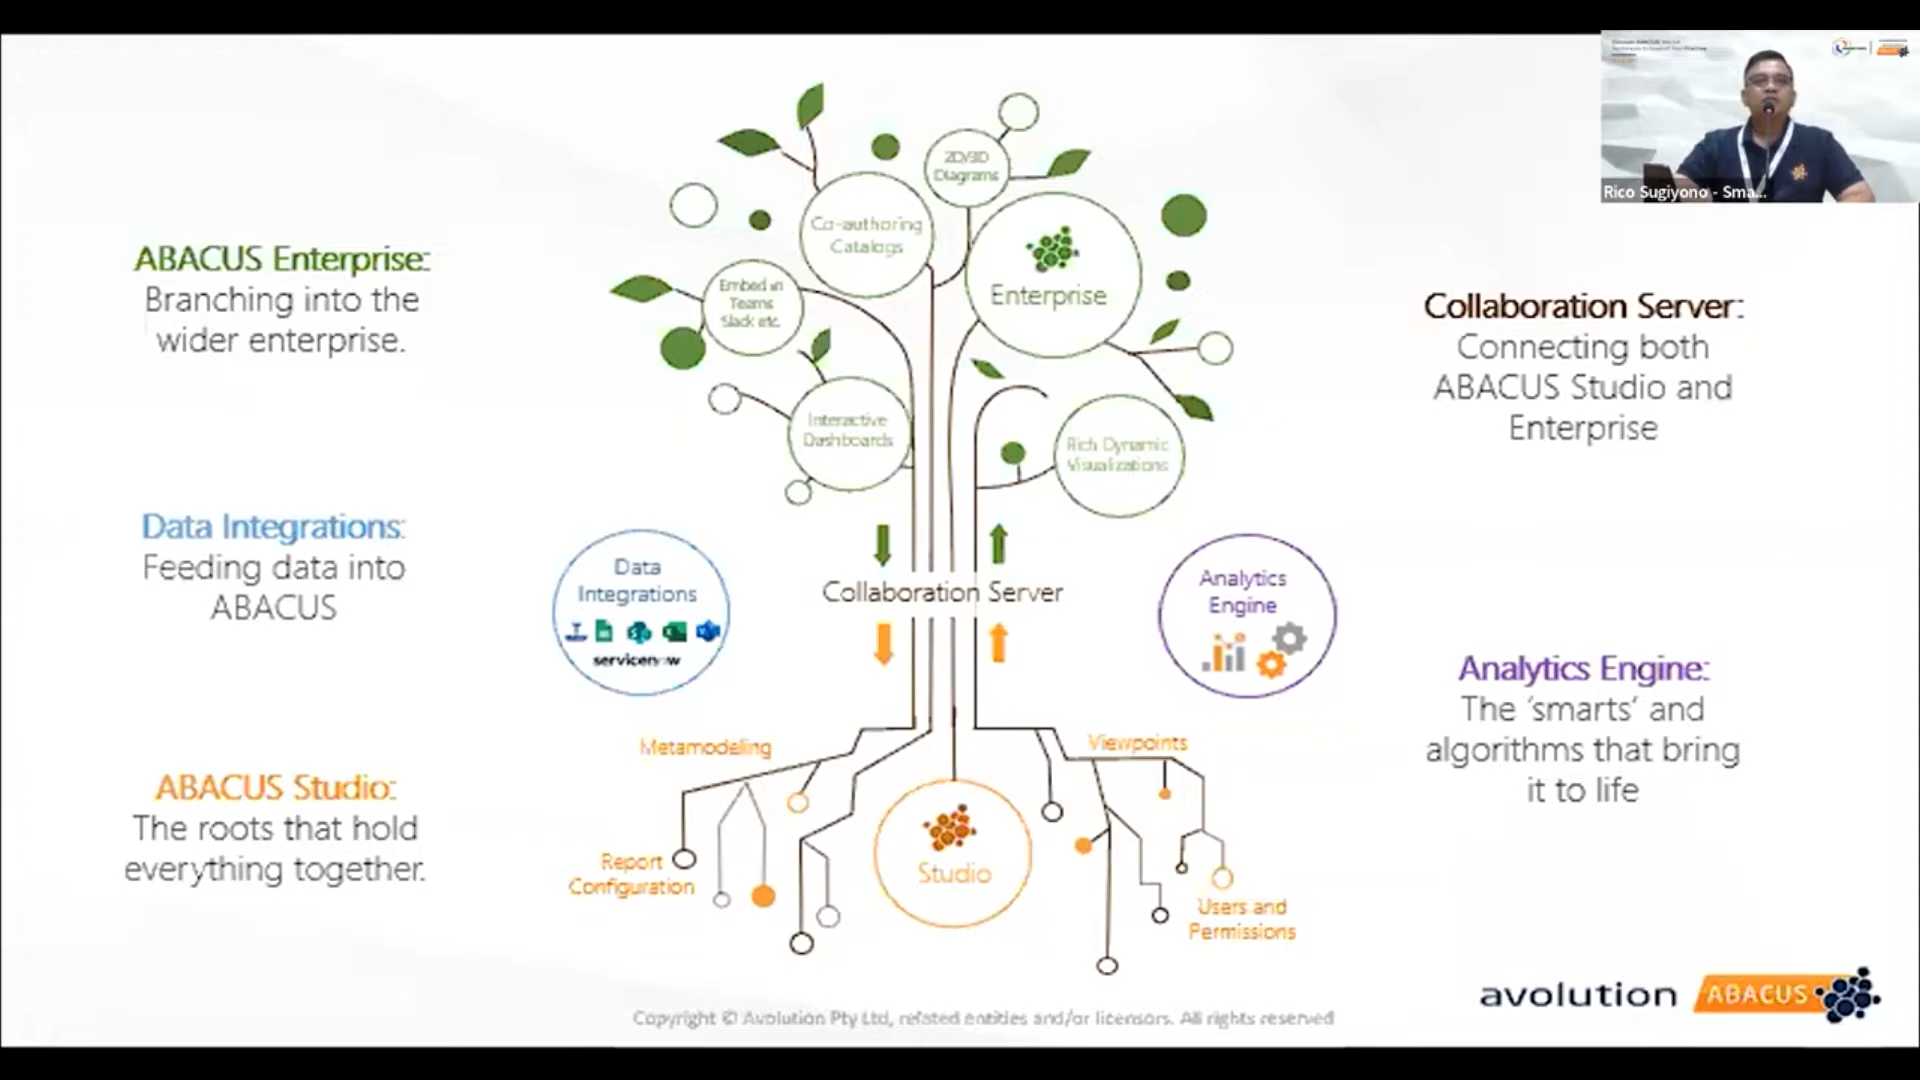 ABACUS Enterprise:
Branching into the
wider enterprise.
Data Integrations:
Feeding data into
ABACUS
ABACUS Studio:
The roots that hold
everything together.
2D/3D
Diagrams
Co-authoring
Catalogs
Enterprise
Embed in
Teams
Slack etc.
Interactive
Dashboards
Rich Dynamic
Visualizations
Data
Integrations
servicenow
Collaboration Server
Analytics
Engine
Metamodeling
Viewpoints
Report
Configuration
Studio
Users and
Permissions
Collaboration Server:
Connecting both
ABACUS Studio and
Enterprise
Analytics Engine:
The ‘smarts’ and
algorithms that bring
it to life
Rico Sugiyono - Sma...
avolution ABACUS
Copyright © Avolution Pty Ltd, related entities and/or licensors. All rights reserved